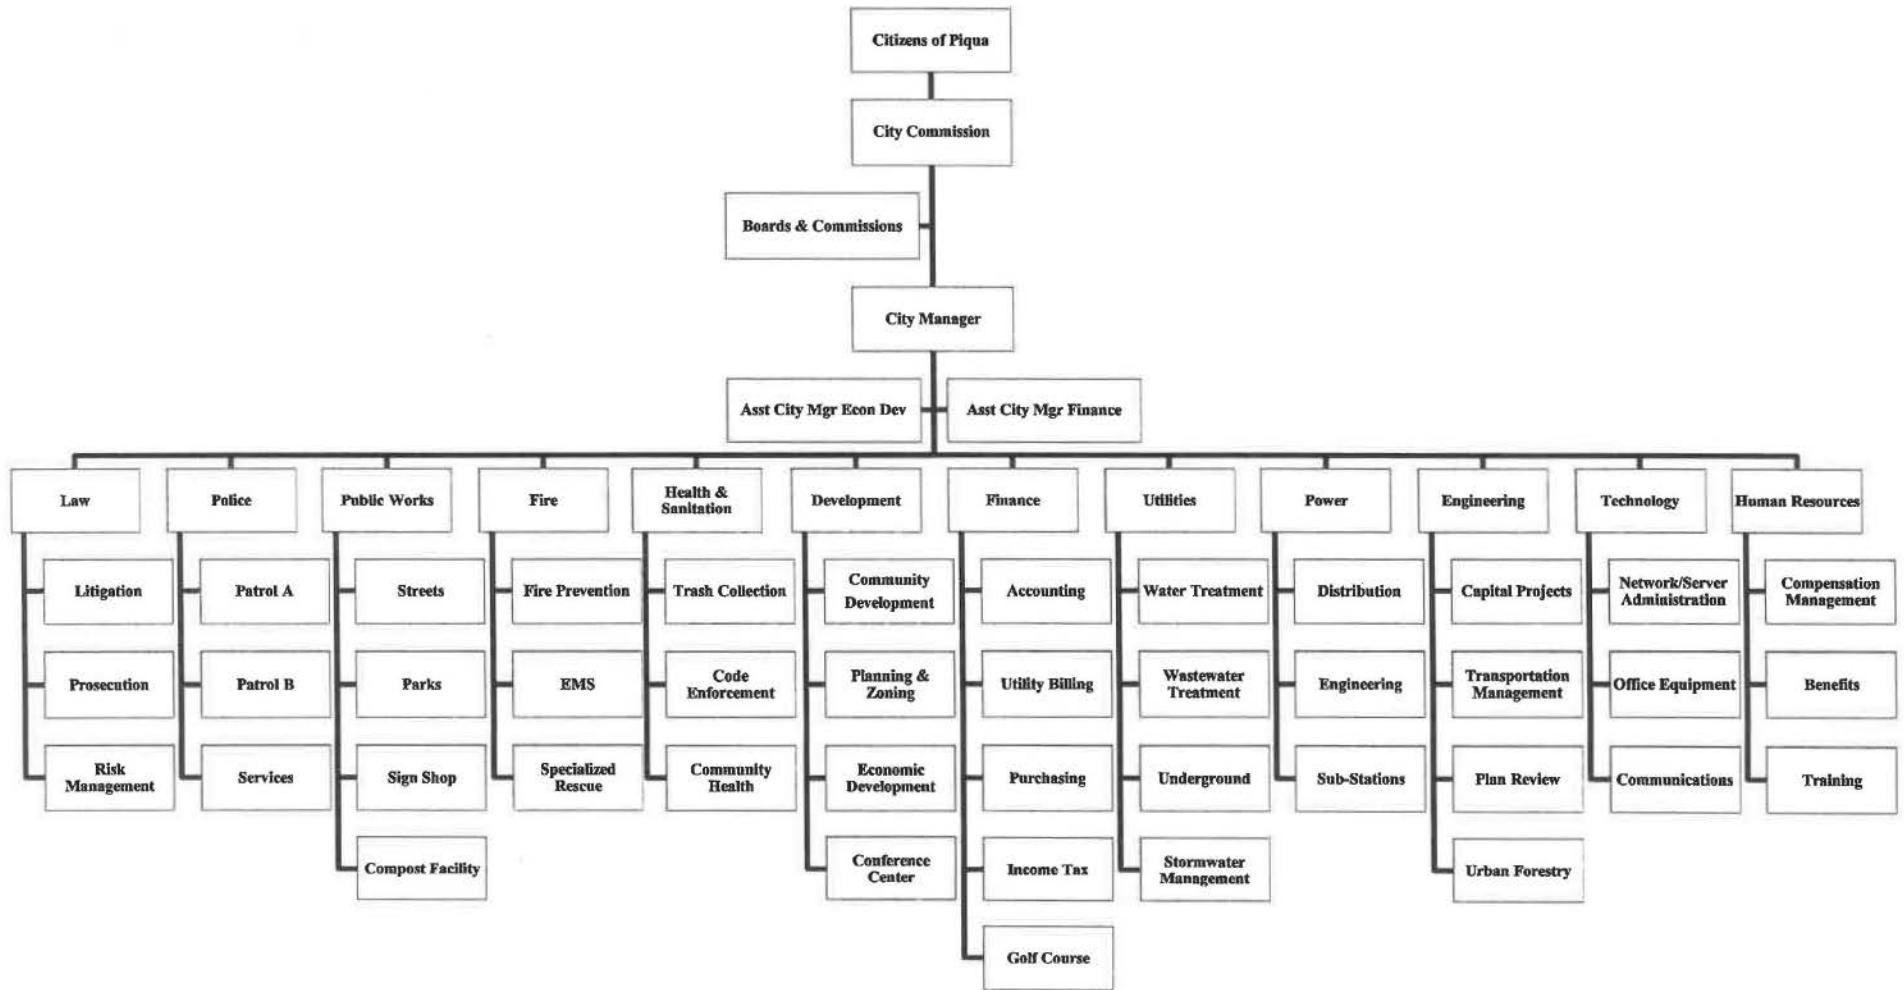 Citizens of Piqua
City Commission
Boards & Commissions
City Manager
Asst City Mgr Econ Dev
Asst City Mgr Finance
Law
Police
Public Works
Fire
Health &
Sanitation
Development
Finance
Utilities
Power
Engineering
Technology
Human Resources
Litigation
Patrol A
Streets
Fire Prevention
Trash Collection
Community
Development
Accounting
Water Treatment
Distribution
Capital Projects
Network/Server
Administration
Compensation
Management
Prosecution
Patrol B
Parks
EMS
Code
Enforcement
Planning &
Zoning
Utility Billing
Wastewater
Treatment
Engineering
Transportation
Management
Office Equipment
Benefits
Risk
Management
Services
Sign Shop
Specialized
Rescue
Community
Health
Economic
Development
Purchasing
Underground
Sub-Stations
Plan Review
Communications
Training
Compost Facility
Conference
Center
Income Tax
Stormwater
Management
Urban Forestry
Golf Course